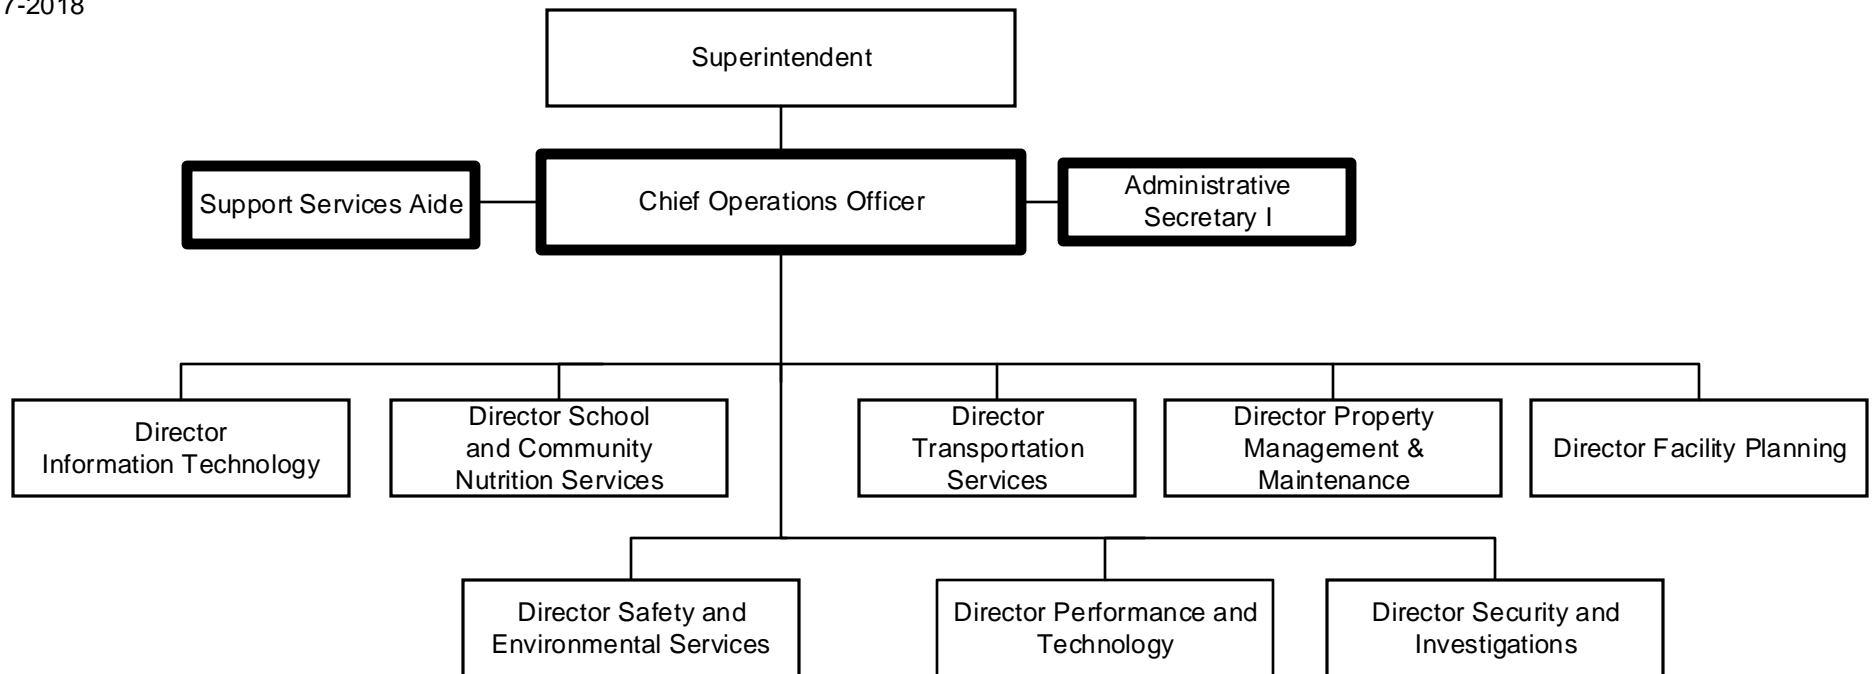 7-2018
Superintendent
Support Services Aide
Chief Operations Officer
Administrative
Secretary I
Director
Information Technology
Director School
and Community
Nutrition Services
Director
Transportation
Services
Director Property
Management &
Maintenance
Director Facility Planning
Director Safety and
Environmental Services
Director Performance and
Technology
Director Security and
Investigations